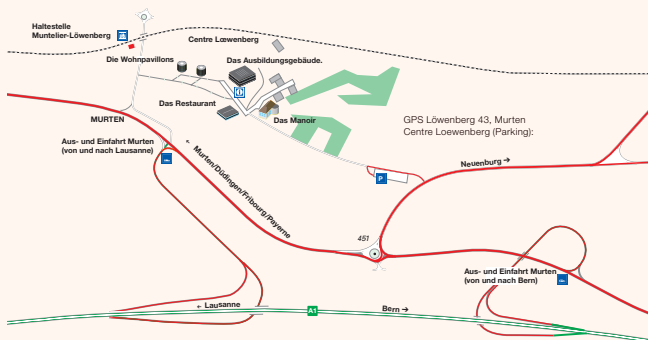 Haltestelle
Muntelier-Löwenberg
Centre Lœwenberg
Die Wohnpavillons
Das Ausbildungsgebäude.
Das Restaurant
Das Manoir
MURTEN
GPS Löwenberg 43, Murten
Centre Loewenberg (Parking):
Aus- und Einfahrt Murten
(von und nach Lausanne)
Murten/Düdingen/Fribourg/Payerne
Neuenburg →
P
451
Aus- und Einfahrt Murten
(von und nach Bern)
← Lausanne
A1
Bern →